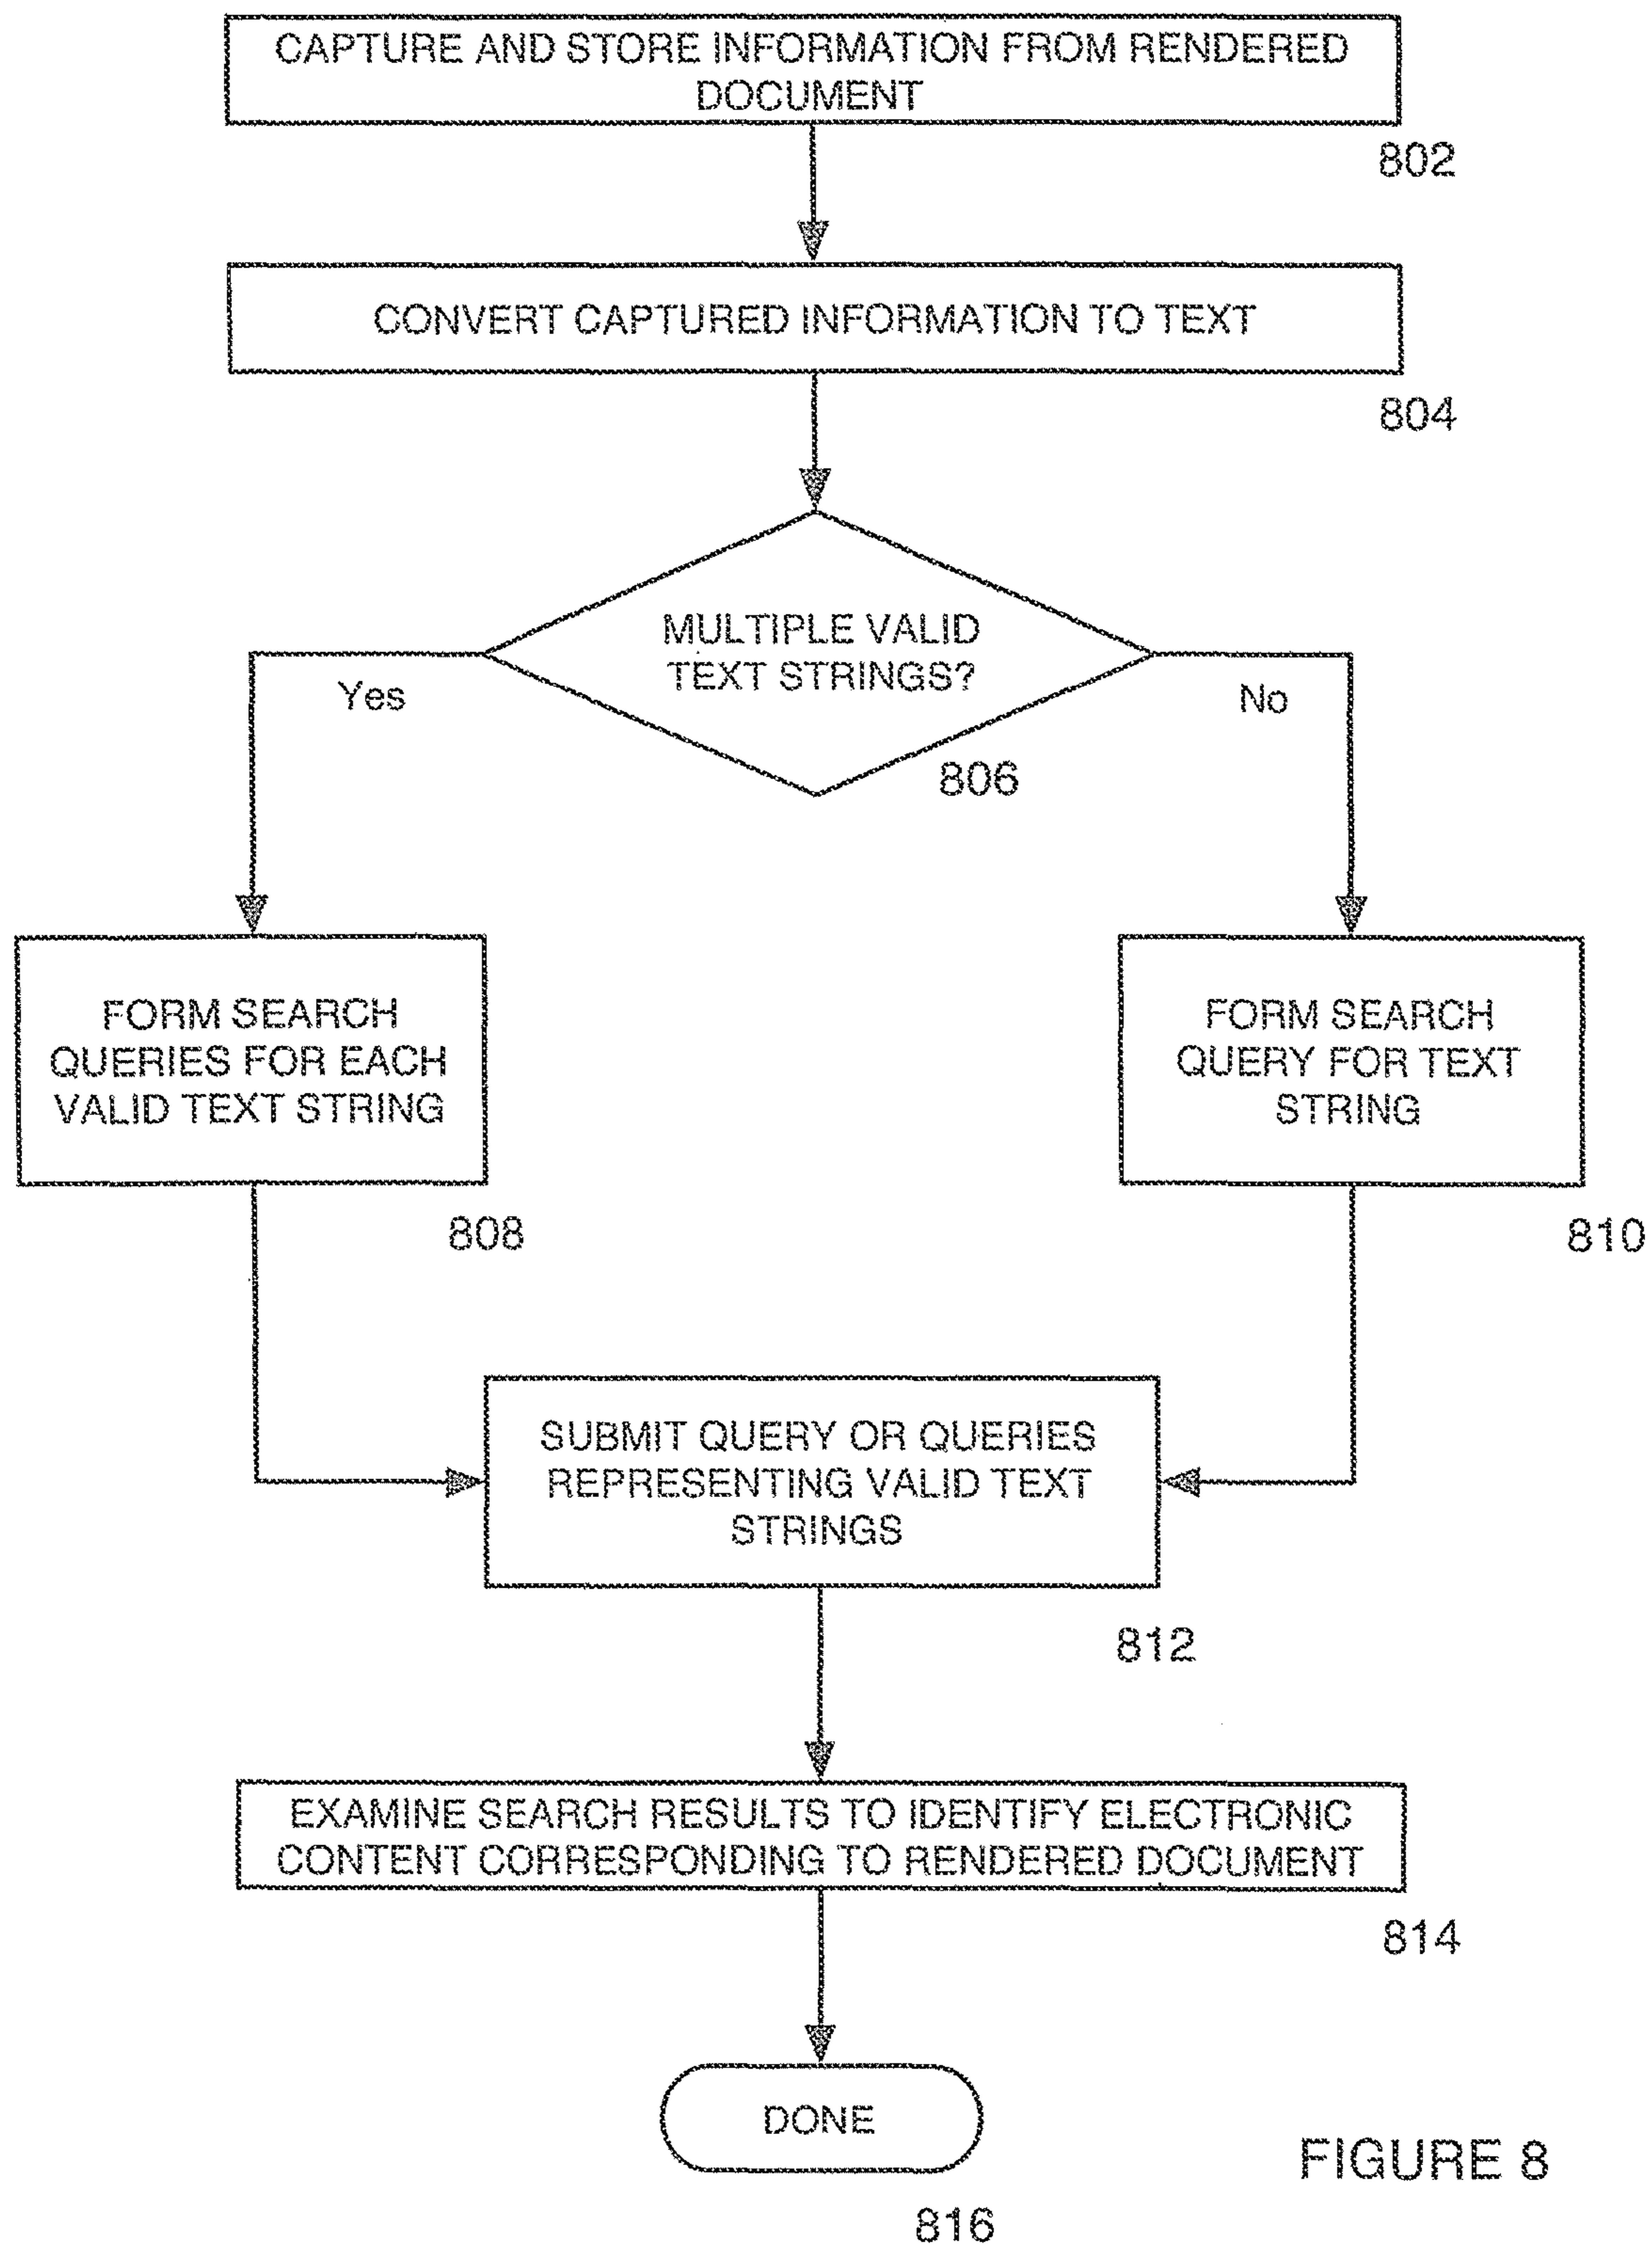 CAPTURE AND STORE INFORMATION FROM RENDERED
DOCUMENT
802
CONVERT CAPTURED INFORMATION TO TEXT
804
MULTIPLE VALID
TEXT STRINGS?
Yes
No
806
FORM SEARCH
QUERIES FOR EACH
VALID TEXT STRING
808
FORM SEARCH
QUERY FOR TEXT
STRING
810
SUBMIT QUERY OR QUERIES
REPRESENTING VALID TEXT
STRINGS
812
EXAMINE SEARCH RESULTS TO IDENTIFY ELECTRONIC
CONTENT CORRESPONDING TO RENDERED DOCUMENT
814
DONE
816
FIGURE 8